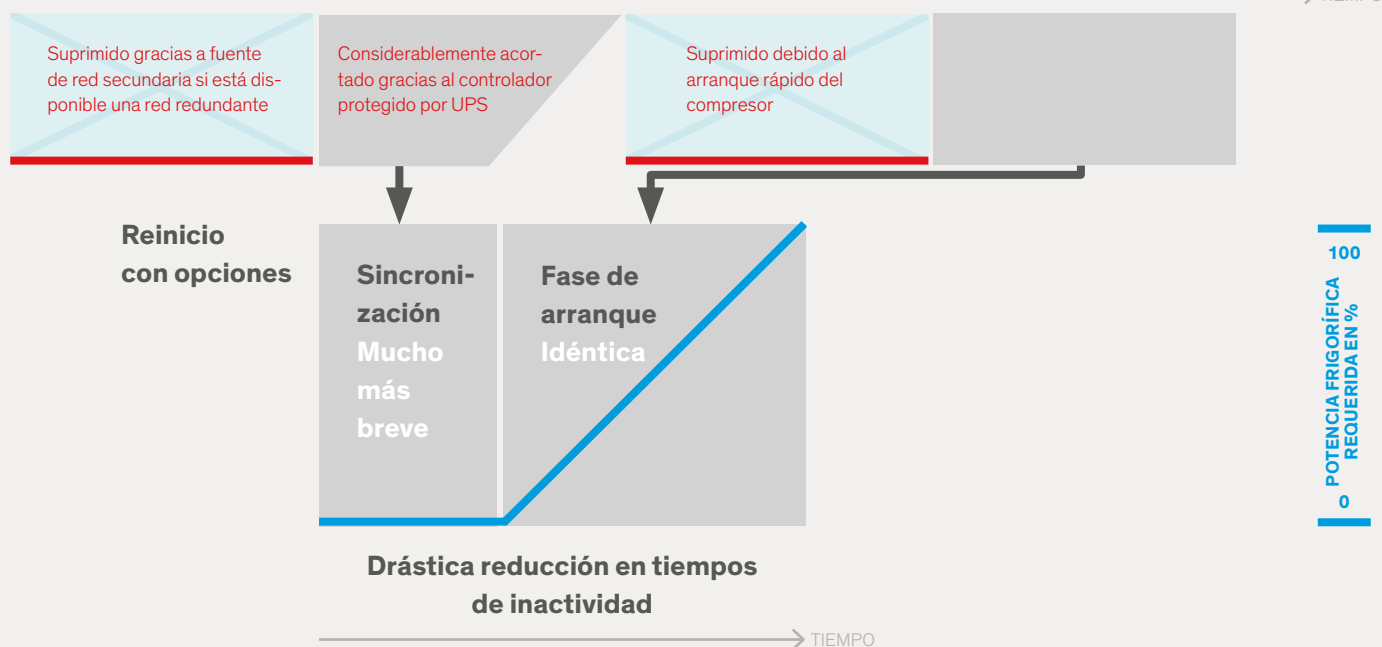 TIEMPO
Suprimido gracias a fuente
de red secundaria si está dis-
ponible una red redundante
Considerablemente acor-
tado gracias al controlador
protegido por UPS
Suprimido debido al
arranque rápido del
compresor
Reinicio
con opciones
Sincroni-
zación
Mucho
más
breve
Fase de
arranque
Idéntica
100
POTENCIA FRIGORÍFICA
REQUERIDA EN %
0
Drástica reducción en tiempos
de inactividad
TIEMPO